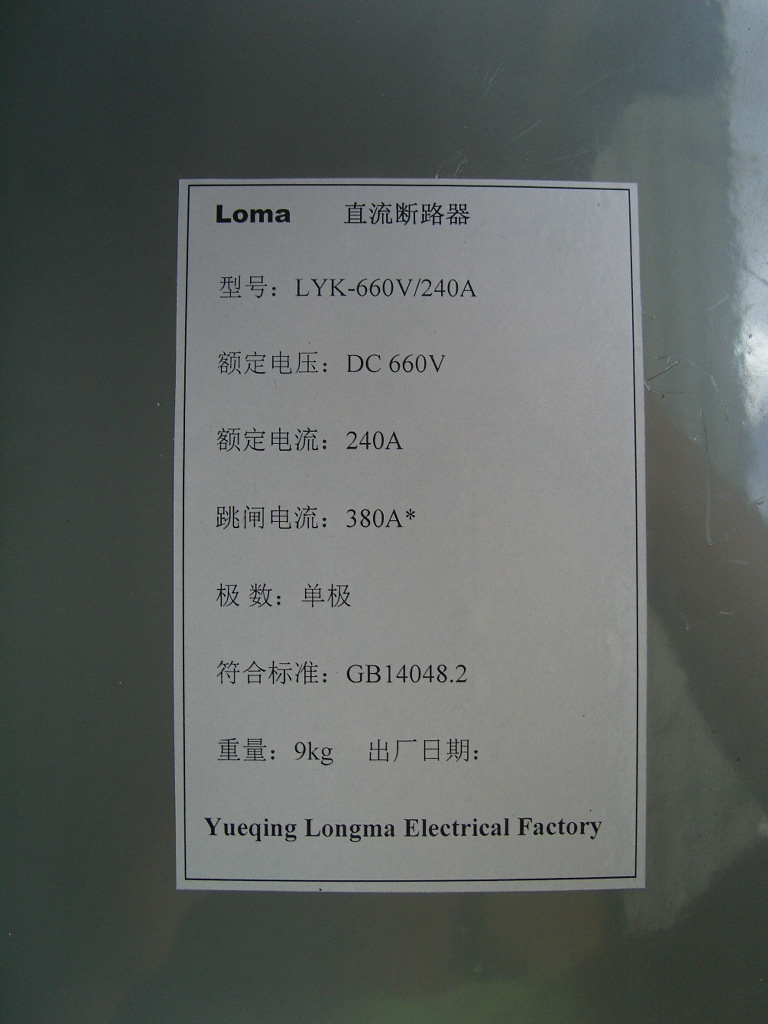 Loma 直流断路器
型号：LYK-660V/240A
额定电压：DC 660V
额定电流：240A
跳闸电流：380A*
极 数：单极
符合标准：GB14048.2
重量：9kg 出厂日期：
Yueqing Longma Electrical Factory